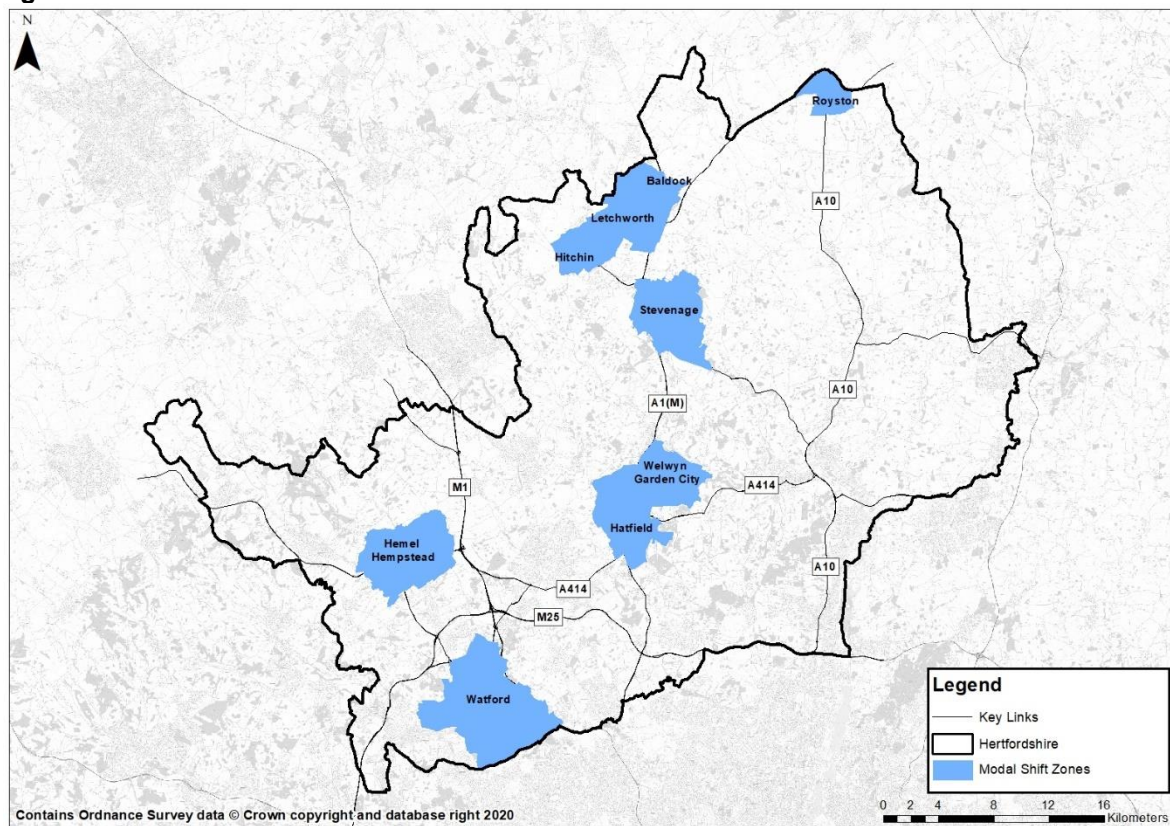 N
Royston
Baldock
A10
Letchworth
Hitchin
Stevenage
A10
A1(M)
Welwyn
Garden City
A414
M1
Hatfield
Hemel
Hempstead
A10
A414
M25
Watford
Legend
Key Links
Hertfordshire
Modal Shift Zones
Contains Ordnance Survey data © Crown copyright and database right 2020
0 2 4 8 12 16
Kilometers